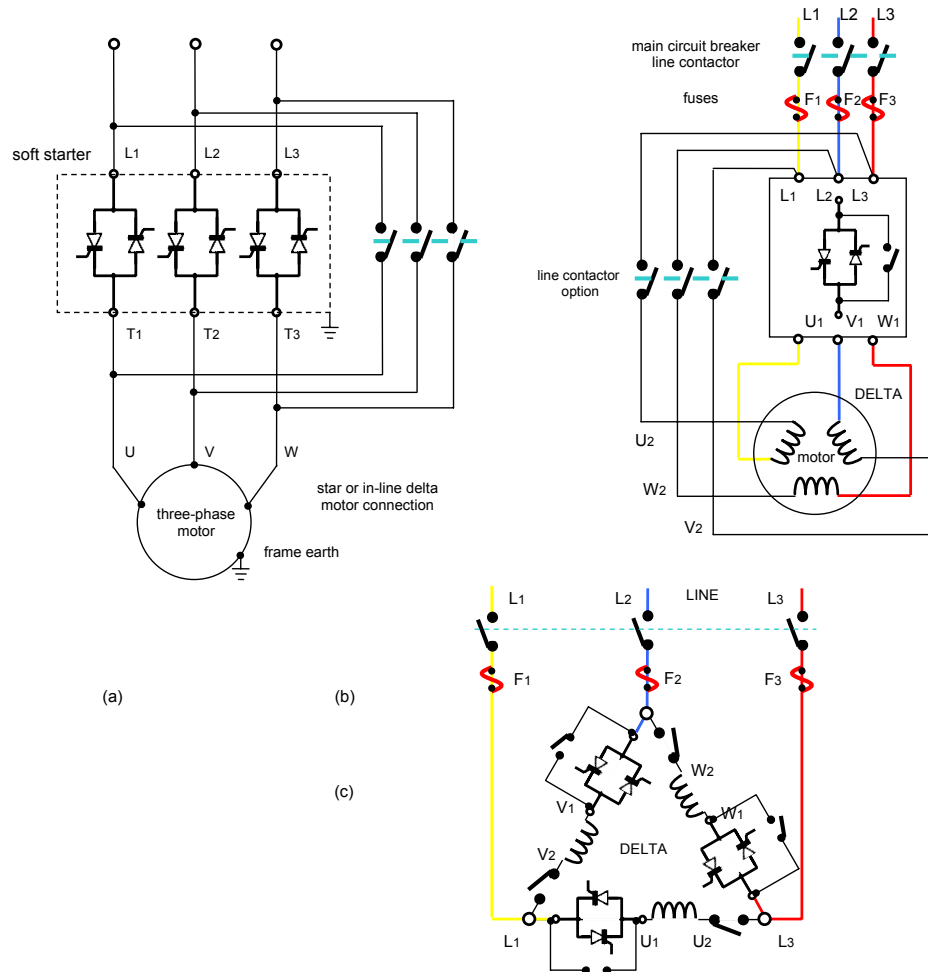 L1 L2 L3
main circuit breaker
line contactor
fuses
F1 F2 F3
soft starter
L1 L2 L3
T1 T2 T3
U V W
three-phase
motor
frame earth
star or in-line delta
motor connection
L1 L2 L3
line contactor
option
U1 V1 W1
DELTA
motor
U2
W2
V2
(a) (b)
(c)
L1 L2 LINE L3
F1 F2 F3
W2
V1 W1
V2 DELTA
L1 U1 U2 L3